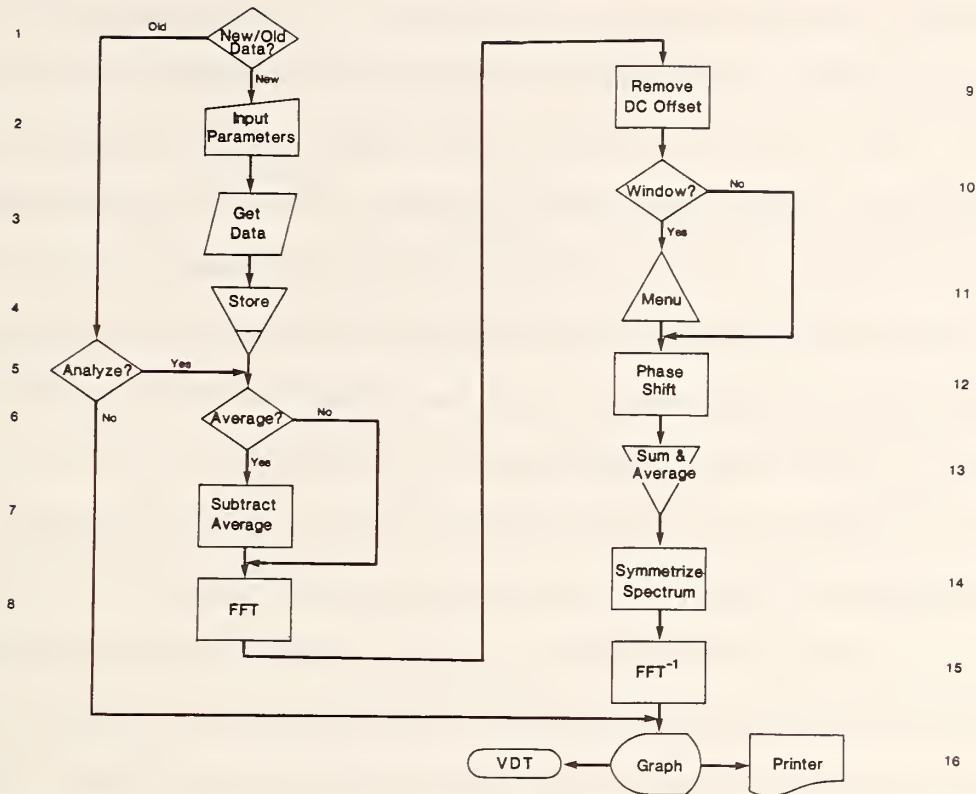 1
Old
New/Old
Data?
New
2
Input
Parameters
3
Get
Data
4
Store
5
Analyze?
Yes
No
6
Average?
No
Yes
7
Subtract
Average
8
FFT
Remove
DC Offset
9
Window?
No
10
Yes
Menu
11
Phase
Shift
12
Sum &
Average
13
Symmetrize
Spectrum
14
FFT⁻¹
15
VDT
Graph
Printer
16